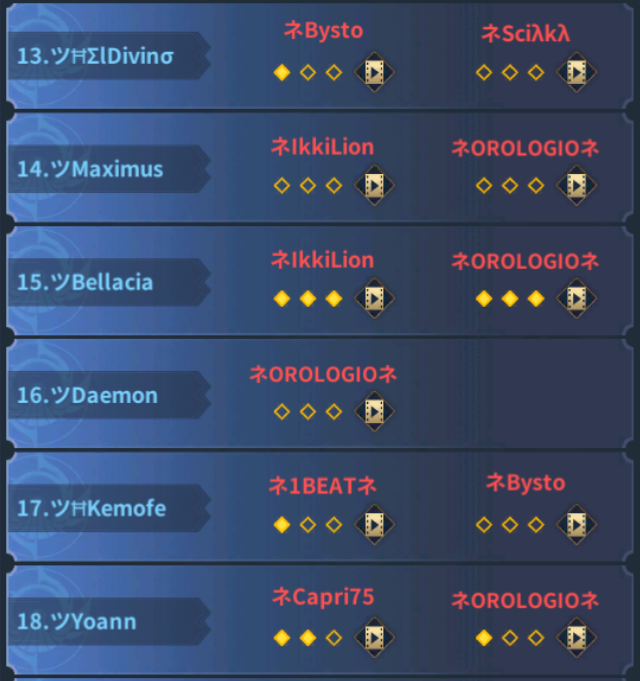 ネBysto ネSciλkλ
13.ツĦΣlDivinσ
ネIkkiLion ネOROLOGIOネ
14.ツMaximus
ネIkkiLion ネOROLOGIOネ
15.ツBellacia
ネOROLOGIOネ
16.ツDaemon
ネ1BEATネ ネBysto
17.ツĦKemofe
ネCapri75 ネOROLOGIOネ
18.ツYoann